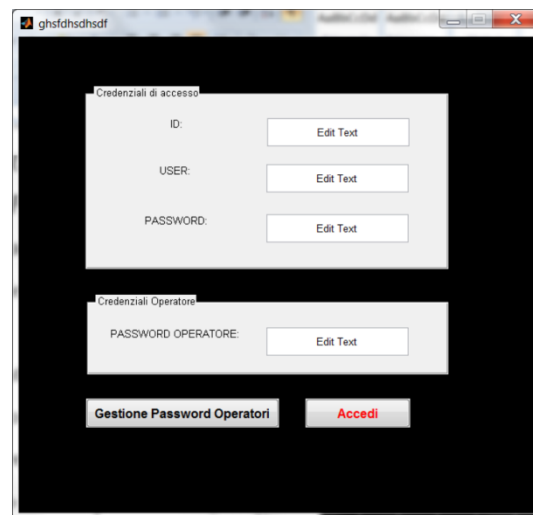 ghsfdhsdhsdf
Credenziali di accesso
ID:
Edit Text
USER:
Edit Text
PASSWORD:
Edit Text
Credenziali Operatore
PASSWORD OPERATORE:
Edit Text
Gestione Password Operatori
Accedi